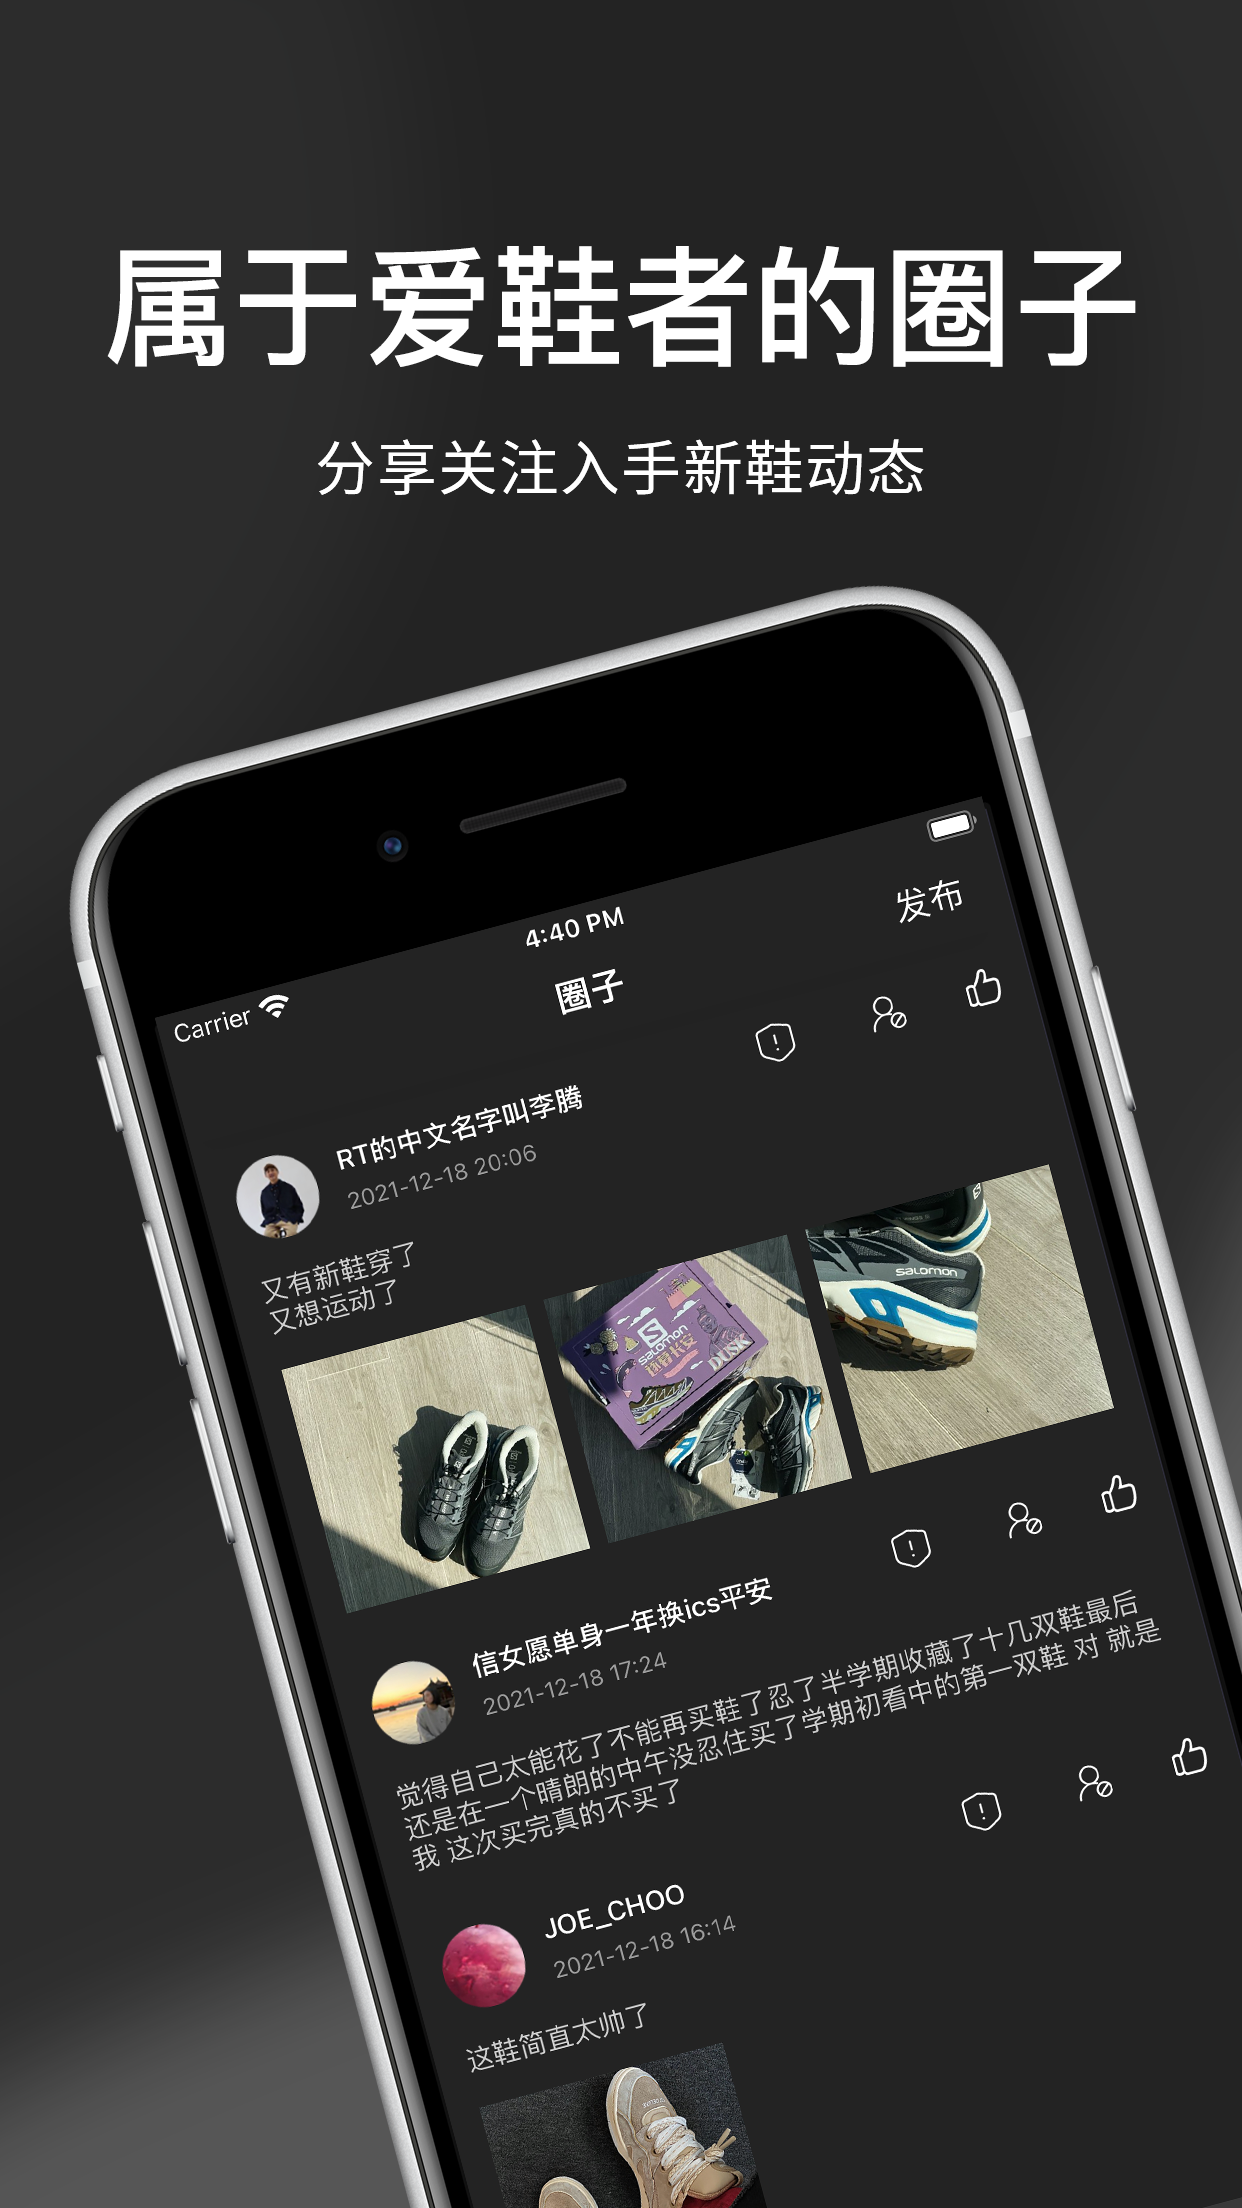 属于爱鞋者的圈子
分享关注入手新鞋动态
4:40 PM
Carrier
圈子
发布
RT的中文名字叫李腾
2021-12-18 20:06
又有新鞋穿了
又想运动了
salomon
DUSK
salomon
信女愿单身一年换ics平安
2021-12-18 17:24
觉得自己太能花了不能再买鞋了忍了半学期收藏了十几双鞋最后
还是在一个晴朗的中午没忍住买了学期初看中的第一双鞋 对 就是
我 这次买完真的不买了
JOE_CHOO
2021-12-18 16:14
这鞋简直太帅了